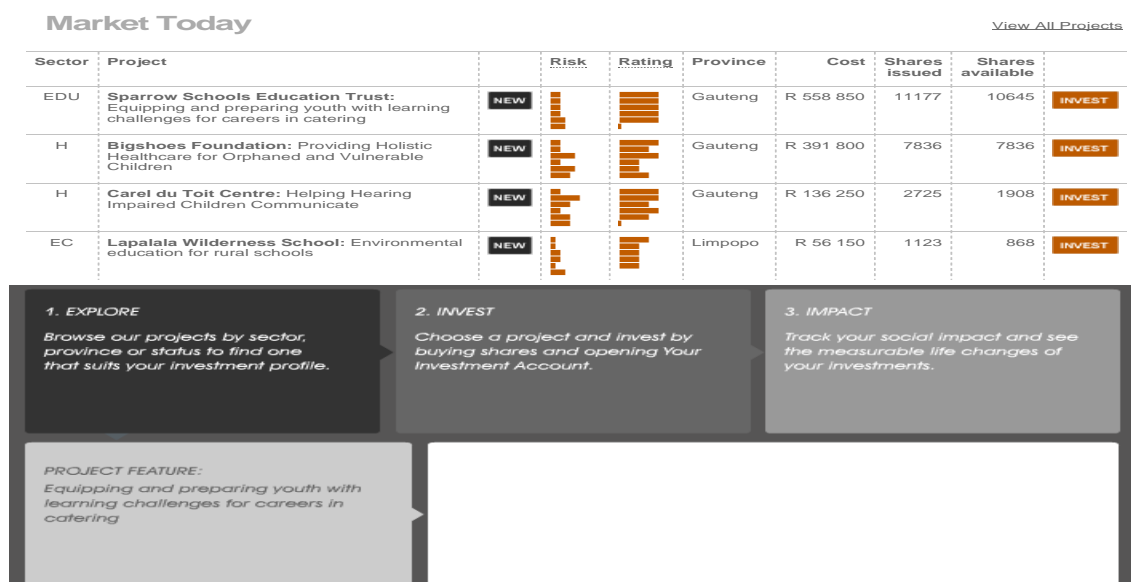 Market Today
View All Projects
Sector Project Risk Rating Province Cost Shares issued Shares available
EDU Sparrow Schools Education Trust: NEW Gauteng R 558 850 11177 10645 INVEST
Equipping and preparing youth with learning
challenges for careers in catering
H Bigshoes Foundation: Providing Holistic NEW Gauteng R 391 800 7836 7836 INVEST
Healthcare for Orphaned and Vulnerable
Children
H Carel du Toit Centre: Helping Hearing NEW Gauteng R 136 250 2725 1908 INVEST
Impaired Children Communicate
EC Lapalala Wilderness School: Environmental NEW Limpopo R 56 150 1123 868 INVEST
education for rural schools
1. EXPLORE
Browse our projects by sector,
province or status to find one
that suits your investment profile.
2. INVEST
Choose a project and invest by
buying shares and opening Your
Investment Account.
3. IMPACT
Track your social impact and see
the measurable life changes of
your investments.
PROJECT FEATURE:
Equipping and preparing youth with
learning challenges for careers in
catering